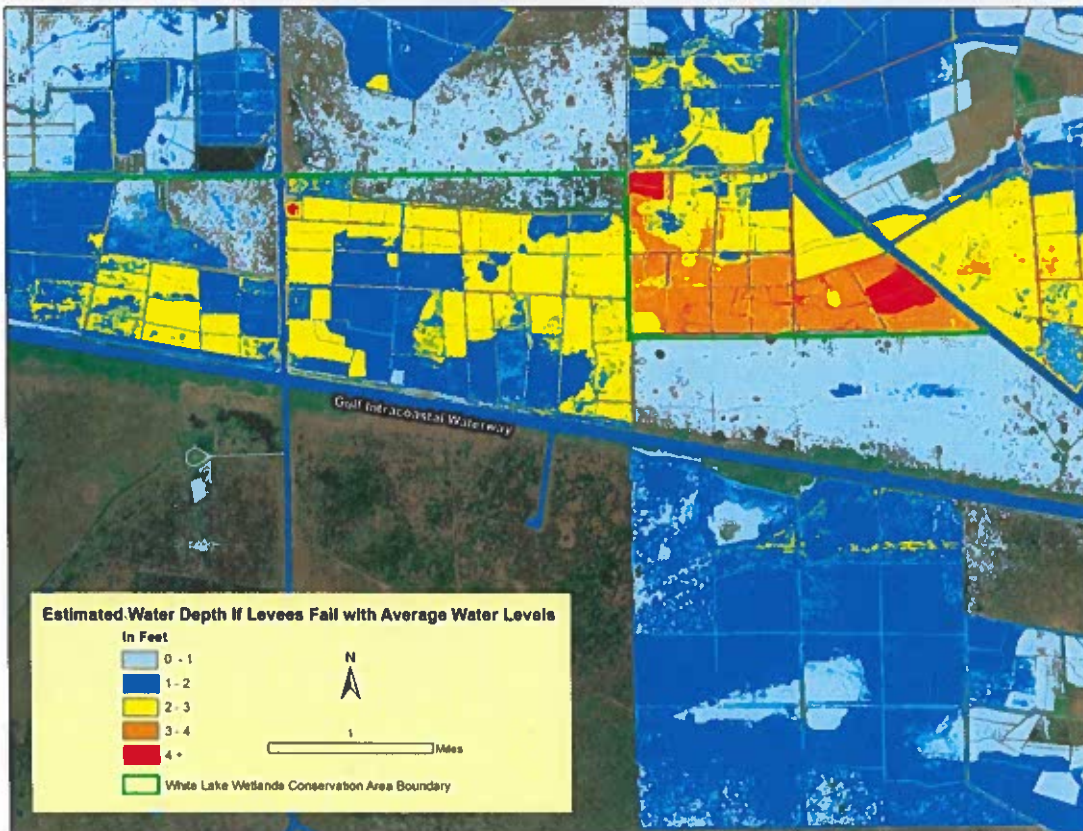 Gulf Intracoastal Waterway
Estimated Water Depth If Levees Fail with Average Water Levels
In Feet
0 - 1
1 - 2
2 - 3
3 - 4
4 +
N
1
Miles
White Lake Wetlands Conservation Area Boundary